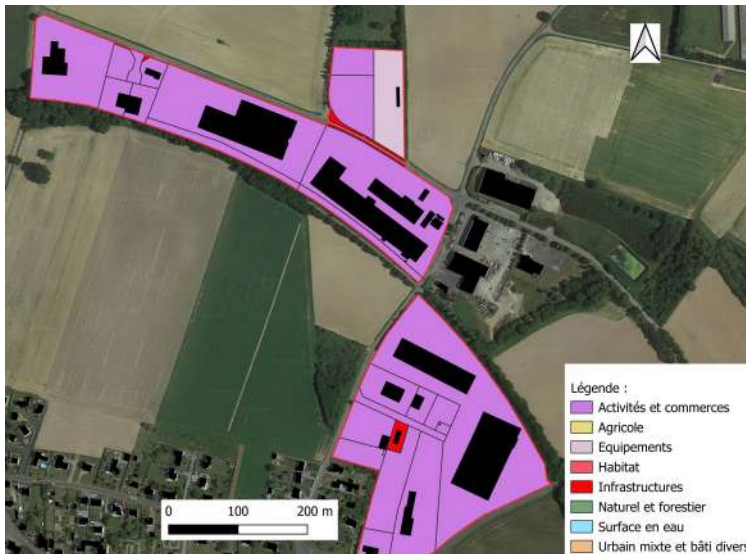 Légende :
Activités et commerces
Agricole
Equipements
Habitat
Infrastructures
Naturel et forestier
Surface en eau
Urbain mixte et bâti divers
0 100 200 m